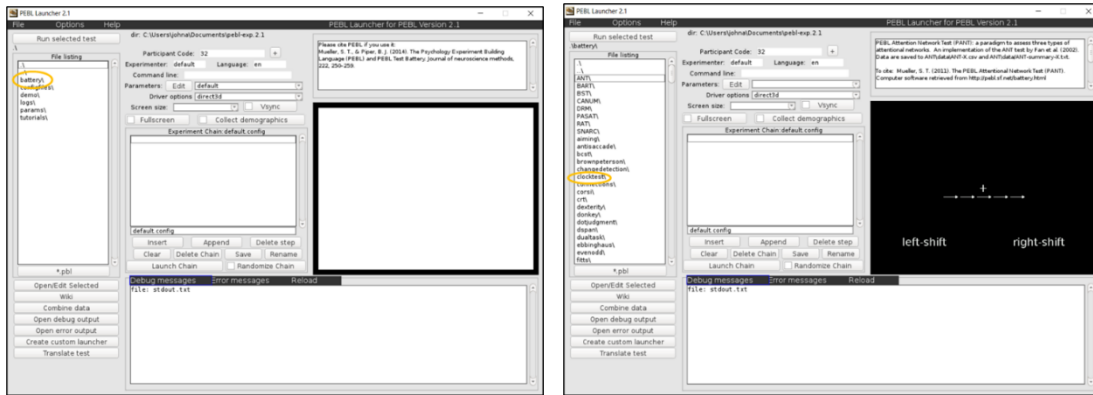 PEBL Launcher 2.1
PEBL Launcher for PEBL Version 2.1
File Options Help
Run selected test
\
File listing
.\
battery\
demo\
logs\
params\
tutorials\
*.pbl
Open/Edit Selected
Wiki
Combine data
Open debug output
Open error output
Create custom launcher
Translate test
dir: C:\Users\johna\Documents\pebl-exp.2.1
Participant Code: 32 +
Experimenter: default Language: en
Command line:
Parameters: Edit default
Driver options direct3d
Screen size: Vsync
Fullscreen Collect demographics
Experiment Chain:default.config
default.config
Insert Append Delete step
Clear Delete Chain Save Rename
Launch Chain Randomize Chain
Please cite PEBL if you use it:
Mueller, S. T., & Piper, B. J. (2014). The Psychology Experiment Building
Language (PEBL) and PEBL Test Battery. Journal of neuroscience methods,
222, 250-259.
Debug messages Error messages Reload
file: stdout.txt
PEBL Launcher 2.1
PEBL Launcher for PEBL Version 2.1
File Options Help
Run selected test
\battery\
File listing
.\
..\
ANT\
BART\
BST\
CANUM\
DRM\
PASAT\
RAT\
SNARC\
aiming\
antisaccade\
bcst\
brownpeterson\
changedetection\
clocktest\
connections\
corsi\
crt\
dexterity\
donkey\
dotjudgment\
dspan\
dualtask\
ebbinghaus\
evenodd\
fitts\
*.pbl
Open/Edit Selected
Wiki
Combine data
Open debug output
Open error output
Create custom launcher
Translate test
dir: C:\Users\johna\Documents\pebl-exp.2.1
Participant Code: 32 +
Experimenter: default Language: en
Command line:
Parameters: Edit default
Driver options direct3d
Screen size: Vsync
Fullscreen Collect demographics
Experiment Chain:default.config
default.config
Insert Append Delete step
Clear Delete Chain Save Rename
Launch Chain Randomize Chain
PEBL Attention Network Test (PANT): a paradigm to assess three types of
attentional networks. An implementation of the ANT test by Fan et al. (2002).
Data are saved to ANT\data\ANT-X.csv and ANT\data\ANT-summary-X.txt.
To cite: Mueller, S. T. (2011). The PEBL Attentional Network Test (PANT).
Computer software retrieved from http://pebl.sf.net/battery.html
left-shift right-shift
Debug messages Error messages Reload
file: stdout.txt